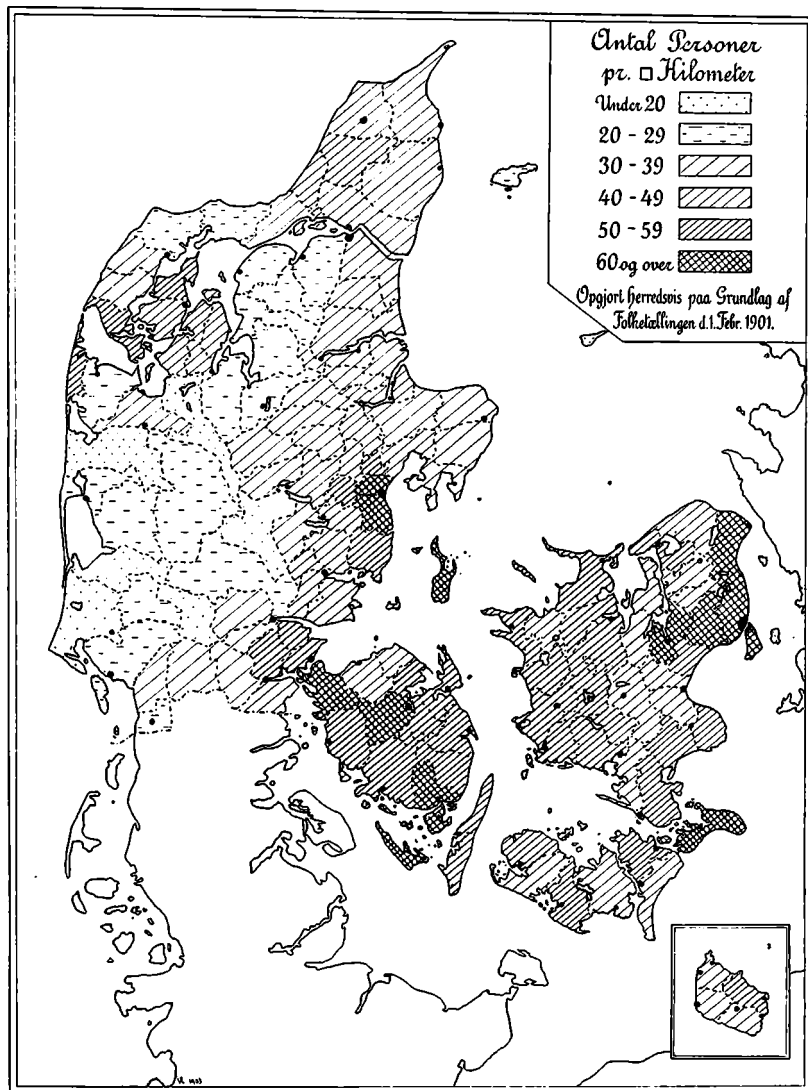 Antal Personer
pr. □ Kilometer
Under 20
20 - 29
30 - 39
40 - 49
50 - 59
60 og over
Opgjort herredsvis paa Grundlag af
Folketællingen d. 1. Febr. 1901.